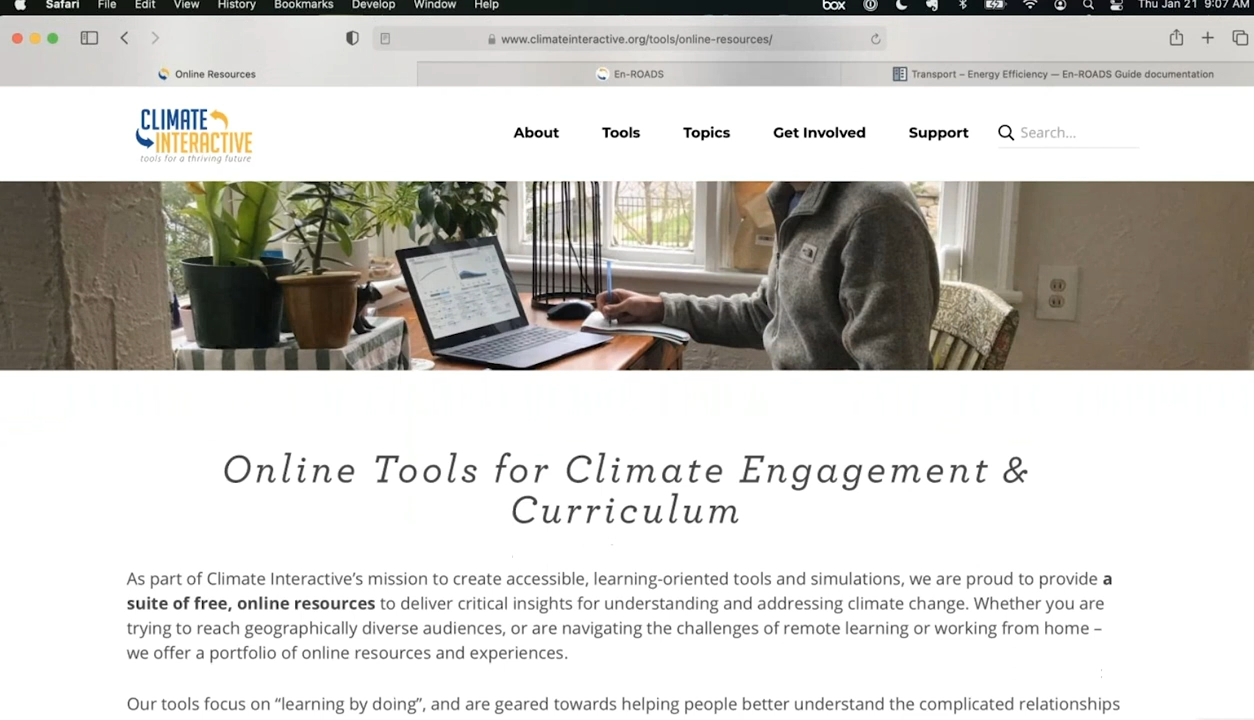 Safari File Edit View History Bookmarks Develop Window Help box Thu Jan 21 9:07 AM
www.climateinteractive.org/tools/online-resources/
Online Resources En-ROADS Transport – Energy Efficiency — En-ROADS Guide documentation
CLIMATE
INTERACTIVE
tools for a thriving future
About Tools Topics Get Involved Support Search...
Online Tools for Climate Engagement &
Curriculum
As part of Climate Interactive’s mission to create accessible, learning-oriented tools and simulations, we are proud to provide a
suite of free, online resources to deliver critical insights for understanding and addressing climate change. Whether you are
trying to reach geographically diverse audiences, or are navigating the challenges of remote learning or working from home –
we offer a portfolio of online resources and experiences.
Our tools focus on “learning by doing”, and are geared towards helping people better understand the complicated relationships